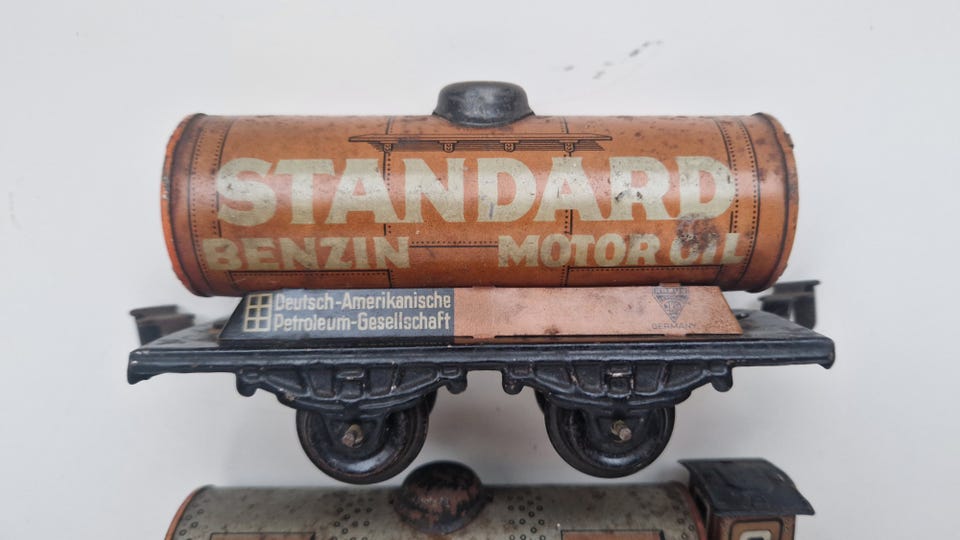 STANDARD
BENZIN MOTOR OIL
Deutsch-Amerikanische
Petroleum-Gesellschaft
GERMANY